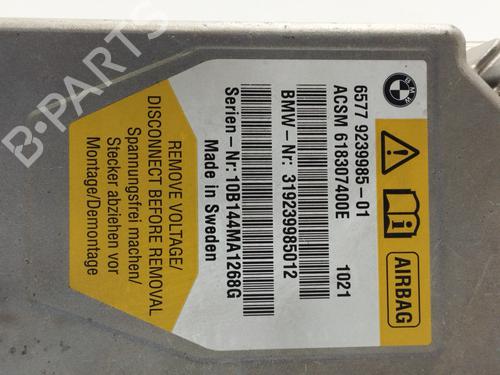 B-PARTS
BMW
6577 9239985-01
ACSM 618307400E 1021
BMW-Nr: 319239985012
Serien-Nr: 10B144MA1268G
Made in Sweden
AIRBAG
REMOVE VOLTAGE/
DISCONNECT BEFORE REMOVAL
Spannungsfrei machen/
Stecker abziehen vor
Montage/Demontage